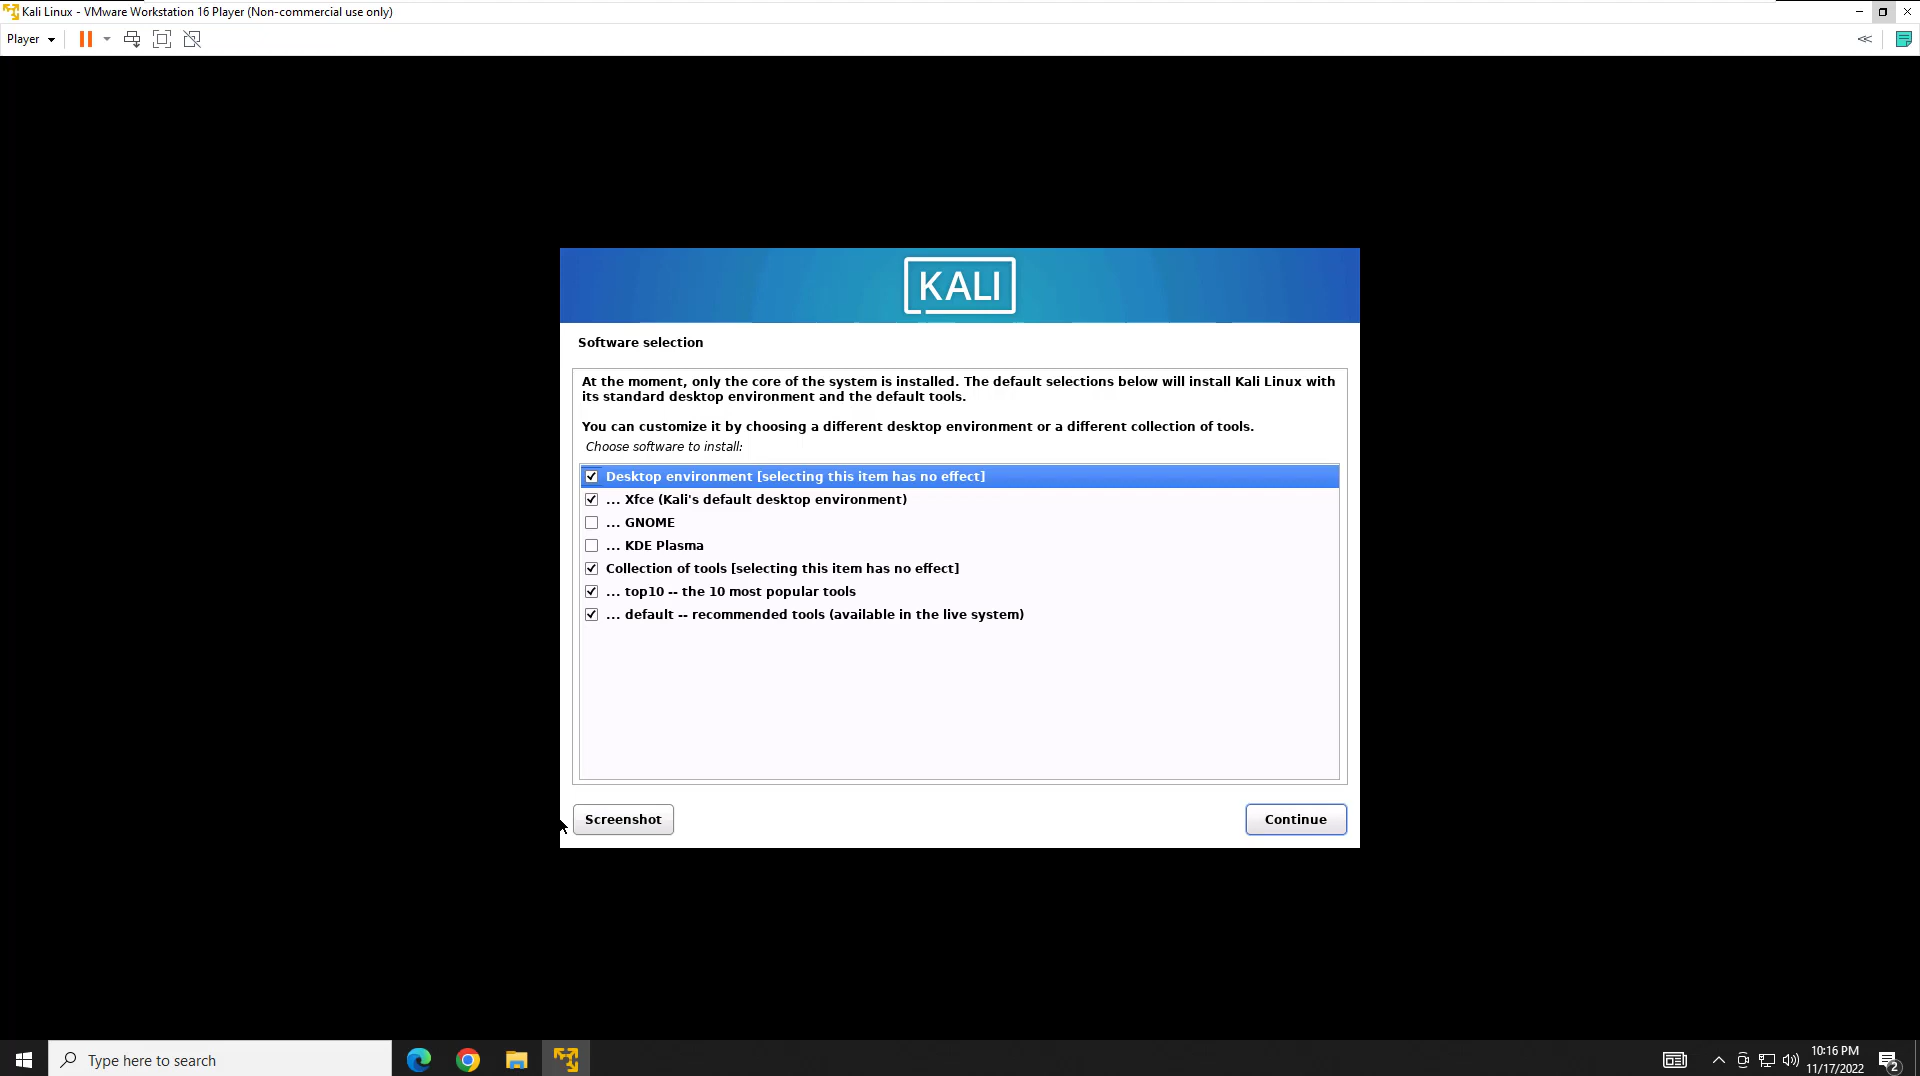 Kali Linux - VMware Workstation 16 Player (Non-commercial use only)
Player
KALI
Software selection
At the moment, only the core of the system is installed. The default selections below will install Kali Linux with
its standard desktop environment and the default tools.
You can customize it by choosing a different desktop environment or a different collection of tools.
Choose software to install:
Desktop environment [selecting this item has no effect]
... Xfce (Kali's default desktop environment)
... GNOME
... KDE Plasma
Collection of tools [selecting this item has no effect]
... top10 -- the 10 most popular tools
... default -- recommended tools (available in the live system)
Screenshot
Continue
Type here to search
10:16 PM
11/17/2022
2